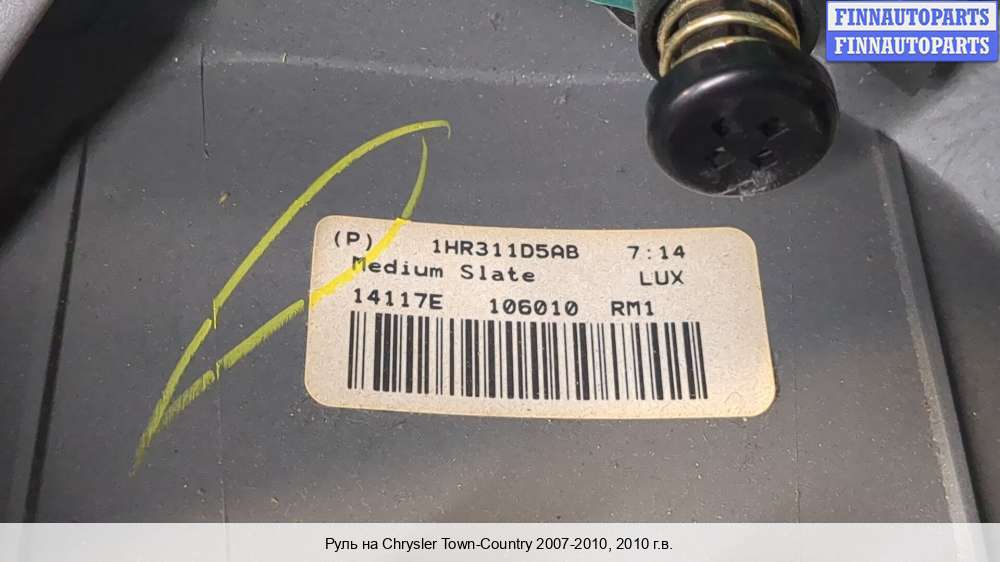 FINNAUTOPARTS
FINNAUTOPARTS
(P) 1HR311D5AB 7:14
Medium Slate LUX
14117E 106010 RM1
Руль на Chrysler Town-Country 2007-2010, 2010 г.в.